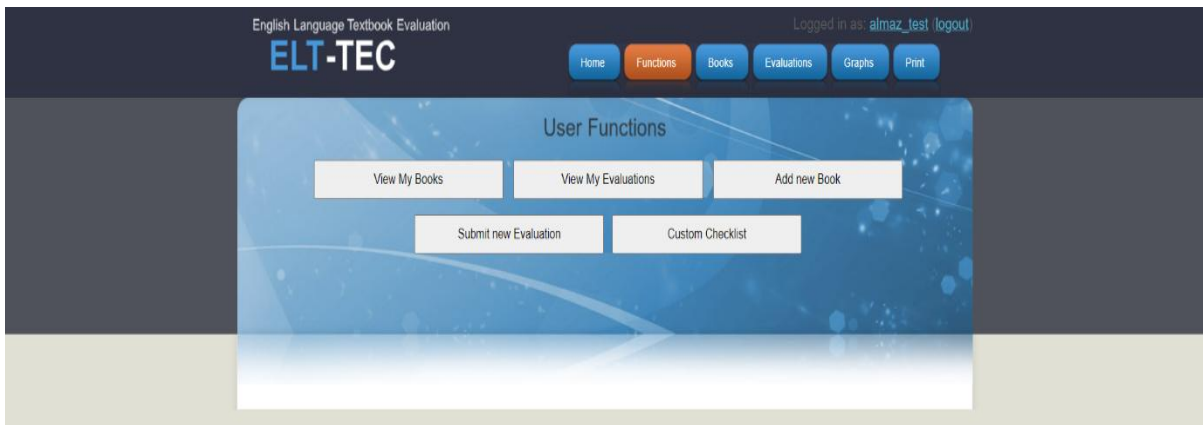 English Language Textbook Evaluation
Logged in as: almaz_test (logout)
ELT-TEC
Home Functions Books Evaluations Graphs Print
User Functions
View My Books View My Evaluations Add new Book
Submit new Evaluation Custom Checklist